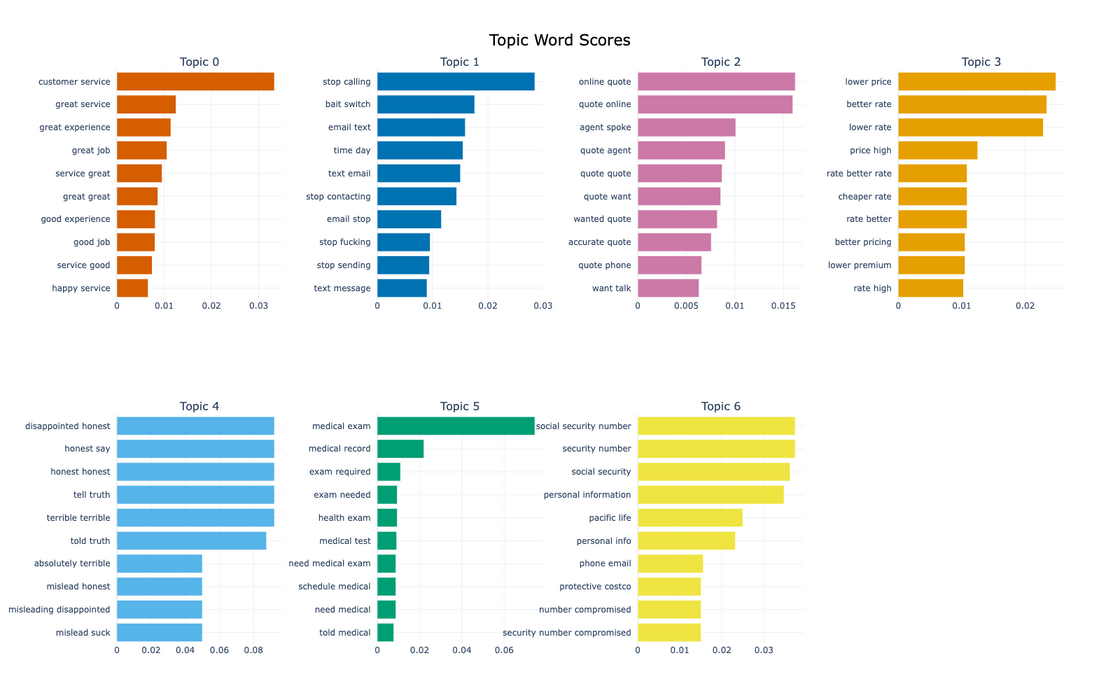 Topic Word Scores
Topic 0
customer service
great service
great experience
great job
service great
great great
good experience
good job
service good
happy service
0 0.01 0.02 0.03
Topic 1
stop calling
bait switch
email text
time day
text email
stop contacting
email stop
stop fucking
stop sending
text message
0 0.01 0.02 0.03
Topic 2
online quote
quote online
agent spoke
quote agent
quote quote
quote want
wanted quote
accurate quote
quote phone
want talk
0 0.005 0.01 0.015
Topic 3
lower price
better rate
lower rate
price high
rate better rate
cheaper rate
rate better
better pricing
lower premium
rate high
0 0.01 0.02
Topic 4
disappointed honest
honest say
honest honest
tell truth
terrible terrible
told truth
absolutely terrible
mislead honest
misleading disappointed
mislead suck
0 0.02 0.04 0.06 0.08
Topic 5
medical exam
medical record
exam required
exam needed
health exam
medical test
need medical exam
schedule medical
need medical
told medical
0 0.02 0.04 0.06
Topic 6
social security number
security number
social security
personal information
pacific life
personal info
phone email
protective costco
number compromised
security number compromised
0 0.01 0.02 0.03